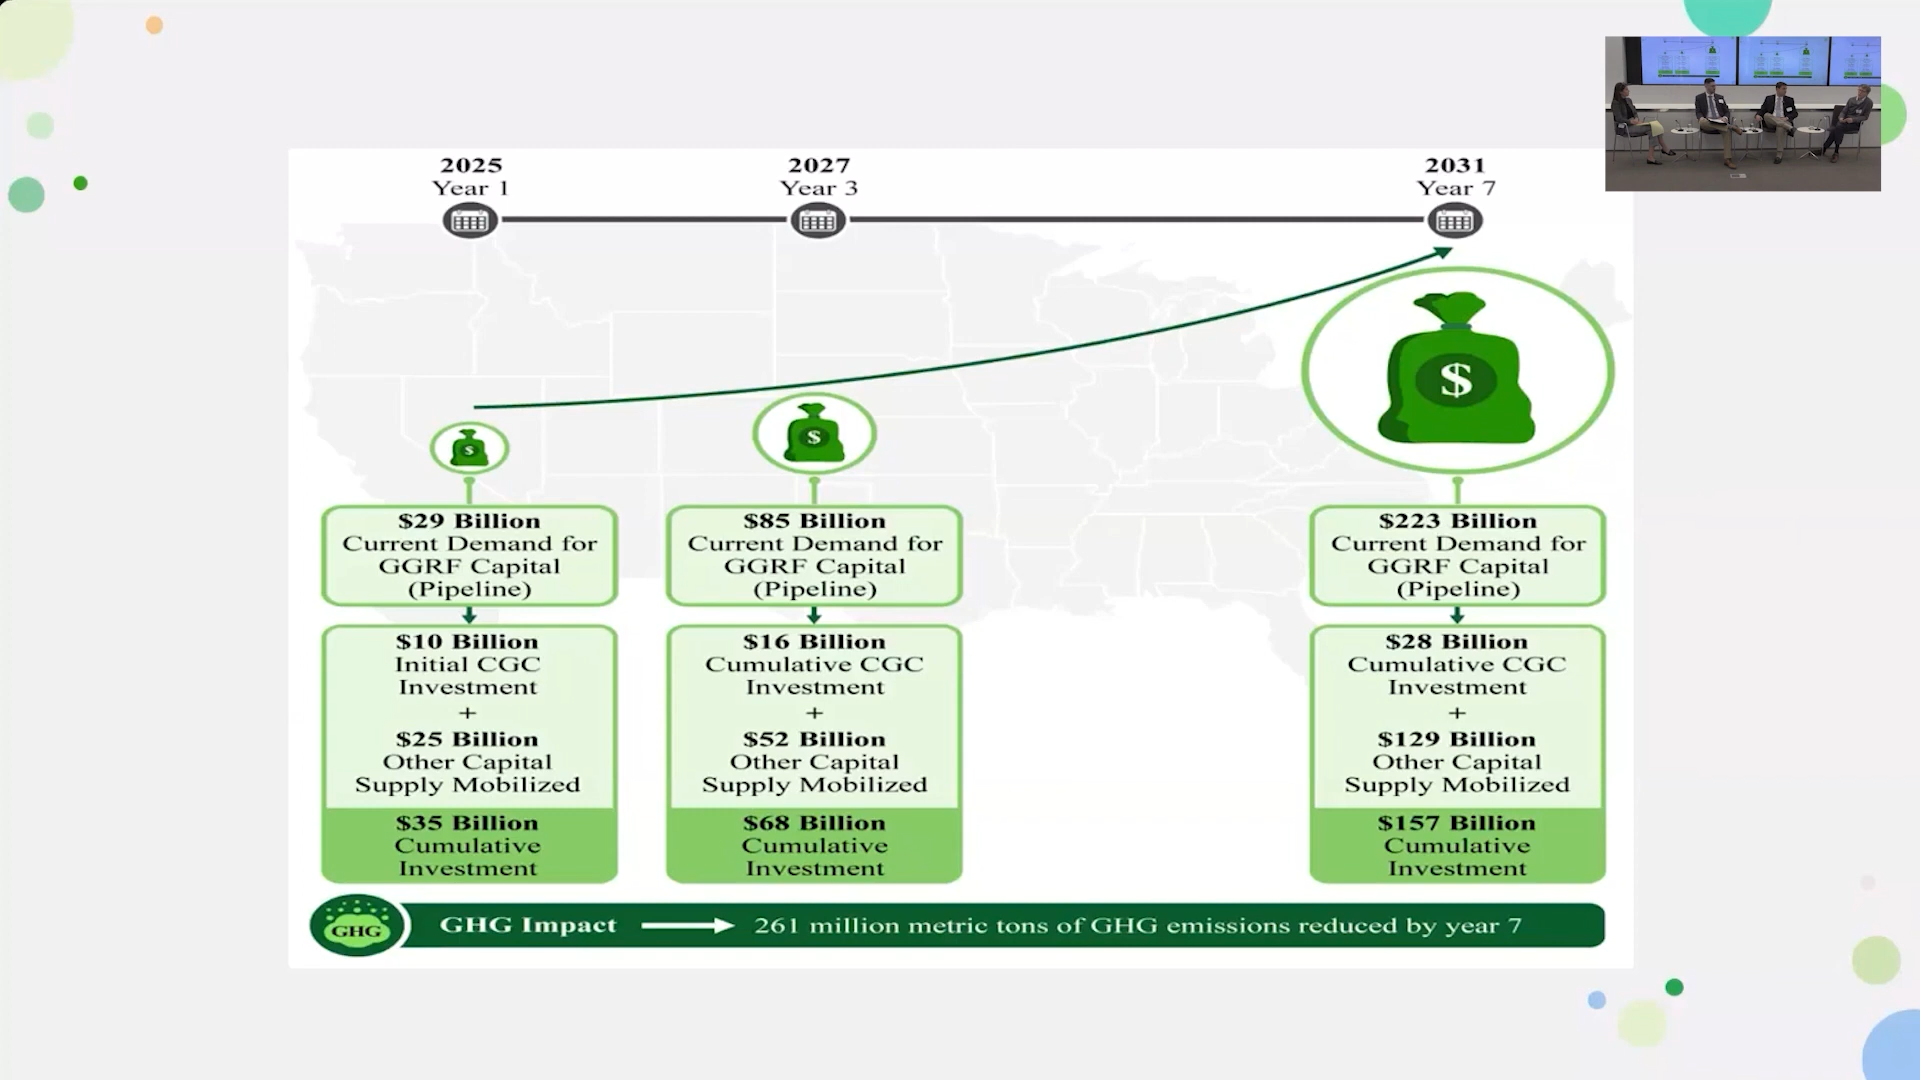 2025
Year 1
2027
Year 3
2031
Year 7
$
$
$
$29 Billion
Current Demand for
GGRF Capital
(Pipeline)
$10 Billion
Initial CGC
Investment
+
$25 Billion
Other Capital
Supply Mobilized
$35 Billion
Cumulative
Investment
$85 Billion
Current Demand for
GGRF Capital
(Pipeline)
$16 Billion
Cumulative CGC
Investment
+
$52 Billion
Other Capital
Supply Mobilized
$68 Billion
Cumulative
Investment
$223 Billion
Current Demand for
GGRF Capital
(Pipeline)
$28 Billion
Cumulative CGC
Investment
+
$129 Billion
Other Capital
Supply Mobilized
$157 Billion
Cumulative
Investment
GHG
GHG Impact
261 million metric tons of GHG emissions reduced by year 7